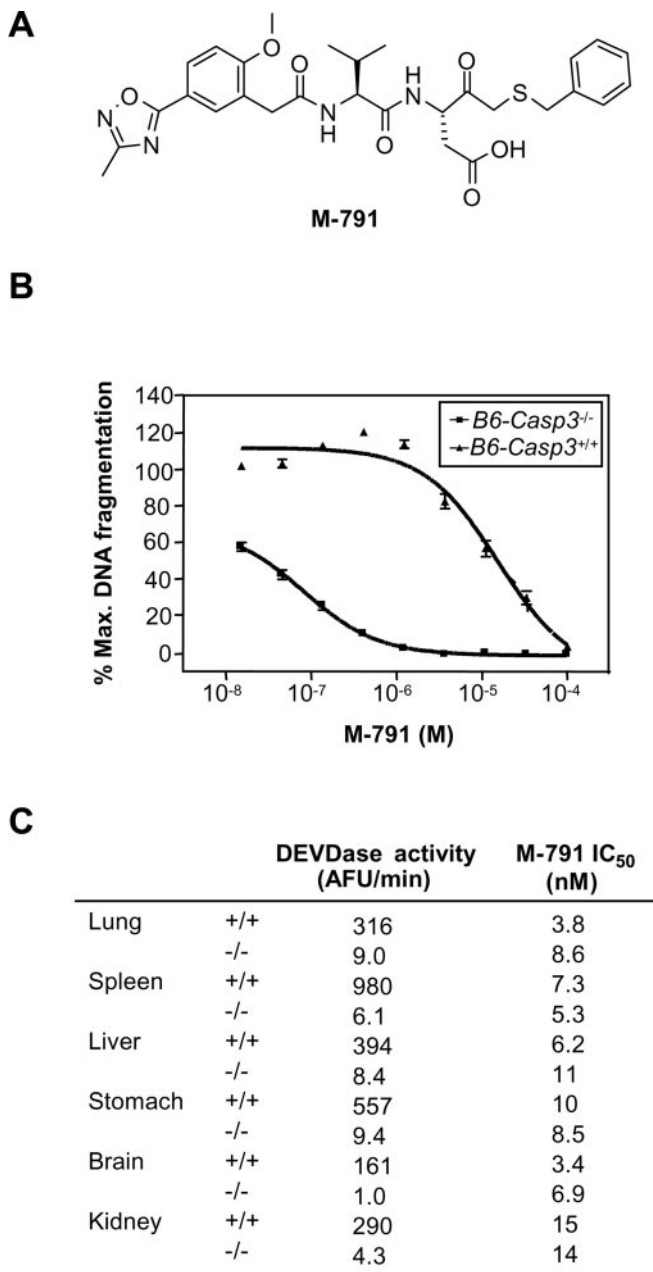 A
O
O
N
O
N
N
H
O
H
N
O
O
OH
O
S
M-791
B
% Max. DNA fragmentation
140
120
100
80
60
40
20
0
B6-Casp3-/-
B6-Casp3+/+
10-8 10-7 10-6 10-5 10-4
M-791 (M)
C
DEVDase activity M-791 IC50
(AFU/min) (nM)
Lung +/+ 316 3.8
-/- 9.0 8.6
Spleen +/+ 980 7.3
-/- 6.1 5.3
Liver +/+ 394 6.2
-/- 8.4 11
Stomach +/+ 557 10
-/- 9.4 8.5
Brain +/+ 161 3.4
-/- 1.0 6.9
Kidney +/+ 290 15
-/- 4.3 14